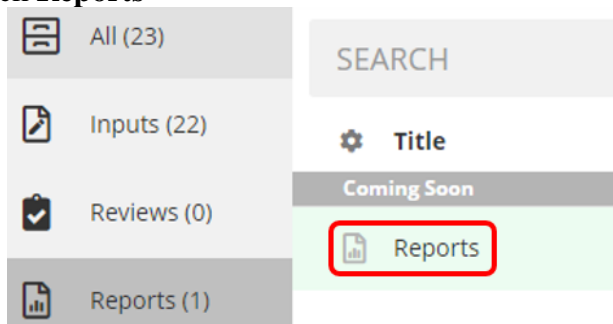 All (23)
Inputs (22)
Reviews (0)
Reports (1)
SEARCH
Title
Coming Soon
Reports